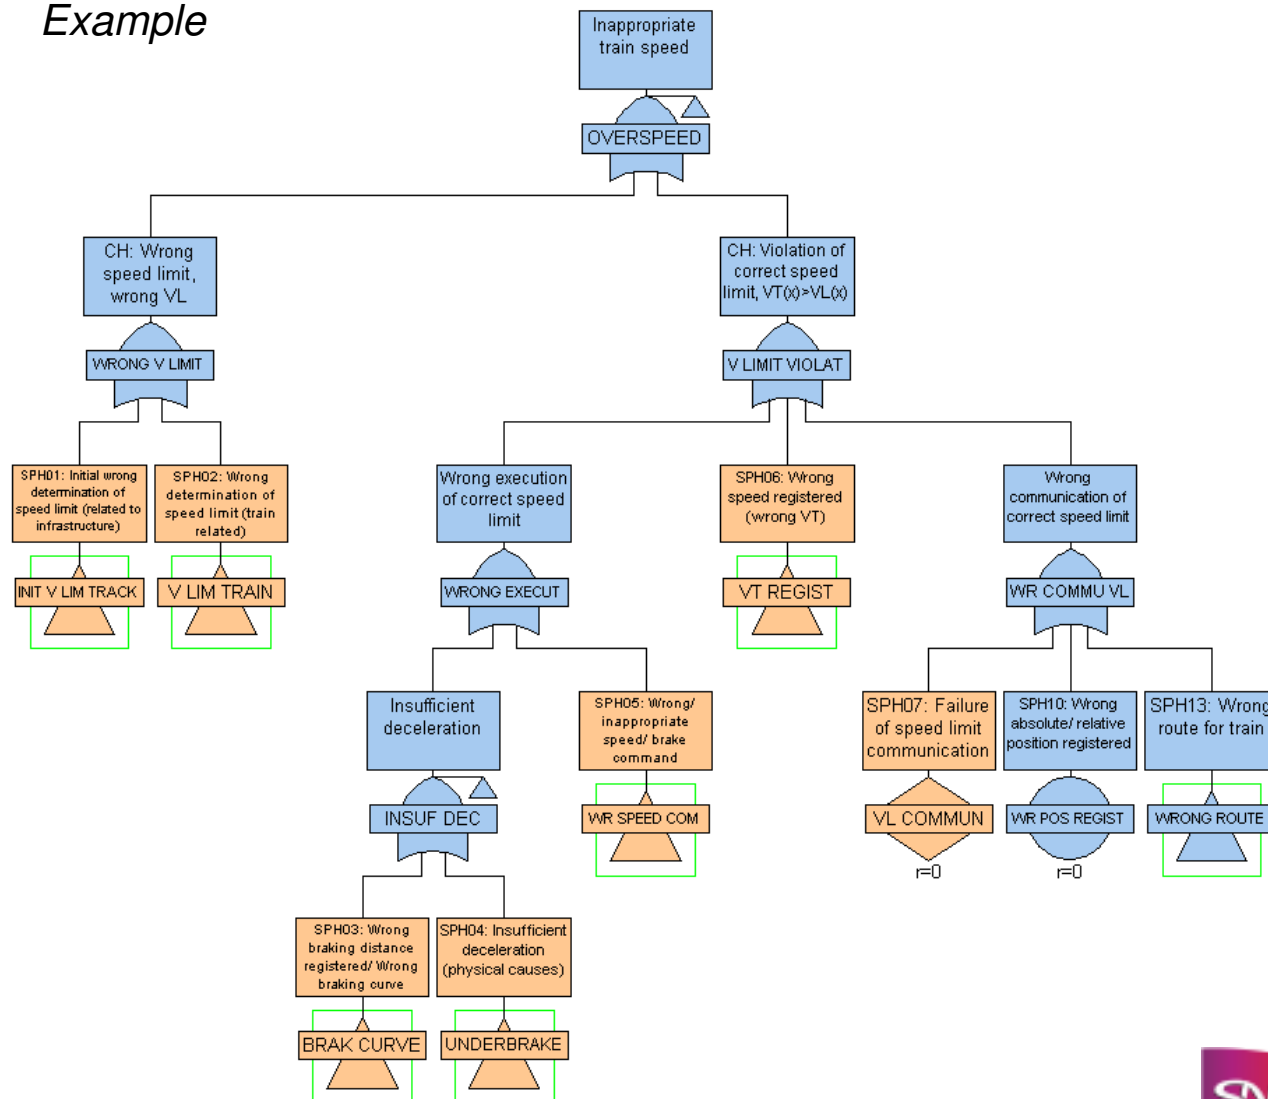 Example
Inappropriate
train speed
OVERSPEED
CH: Wrong
speed limit,
wrong VL
WRONG V LIMIT
CH: Violation of
correct speed
limit, VT(x)>VL(x)
V LIMIT VIOLAT
SPH01: Initial wrong
determination of
speed limit (related to
infrastructure)
INIT V LIM TRACK
SPH02: Wrong
determination of
speed limit (train
related)
V LIM TRAIN
Wrong execution
of correct speed
limit
WRONG EXECUT
SPH06: Wrong
speed registered
(wrong VT)
VT REGIST
Wrong
communication of
correct speed limit
WR COMMU VL
Insufficient
deceleration
INSUF DEC
SPH05: Wrong/
inappropriate
speed/ brake
command
WR SPEED COM
SPH07: Failure
of speed limit
communication
VL COMMUN
r=0
SPH10: Wrong
absolute/ relative
position registered
WR POS REGIST
r=0
SPH13: Wrong
route for train
WRONG ROUTE
SPH03: Wrong
braking distance
registered/ Wrong
braking curve
BRAK CURVE
SPH04: Insufficient
deceleration
(physical causes)
UNDERBRAKE